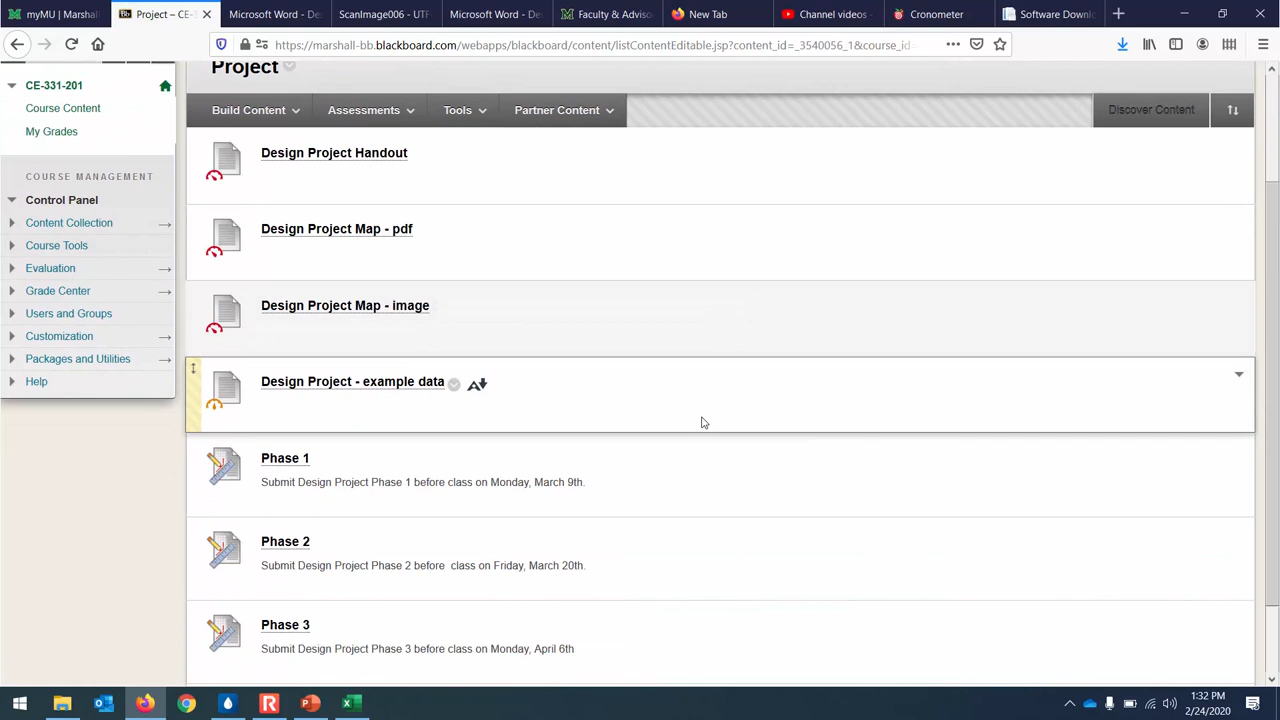 myMU | Marshall
Project – CE-
Microsoft Word - De
ScrImage006 - UTF
Microsoft Word - De
Faculty & Advis
New Tab
Channel videos
Cronometer
Software Downl
https://marshall-bb.blackboard.com/webapps/blackboard/content/listContentEditable.jsp?content_id=_3540056_1&course_id
CE-331-201
Course Content
My Grades
COURSE MANAGEMENT
Control Panel
Content Collection
Course Tools
Evaluation
Grade Center
Users and Groups
Customization
Packages and Utilities
Help
Project
Build Content
Assessments
Tools
Partner Content
Discover Content
Design Project Handout
Design Project Map - pdf
Design Project Map - image
Design Project - example data
Phase 1
Submit Design Project Phase 1 before class on Monday, March 9th.
Phase 2
Submit Design Project Phase 2 before class on Friday, March 20th.
Phase 3
Submit Design Project Phase 3 before class on Monday, April 6th
1:32 PM
2/24/2020